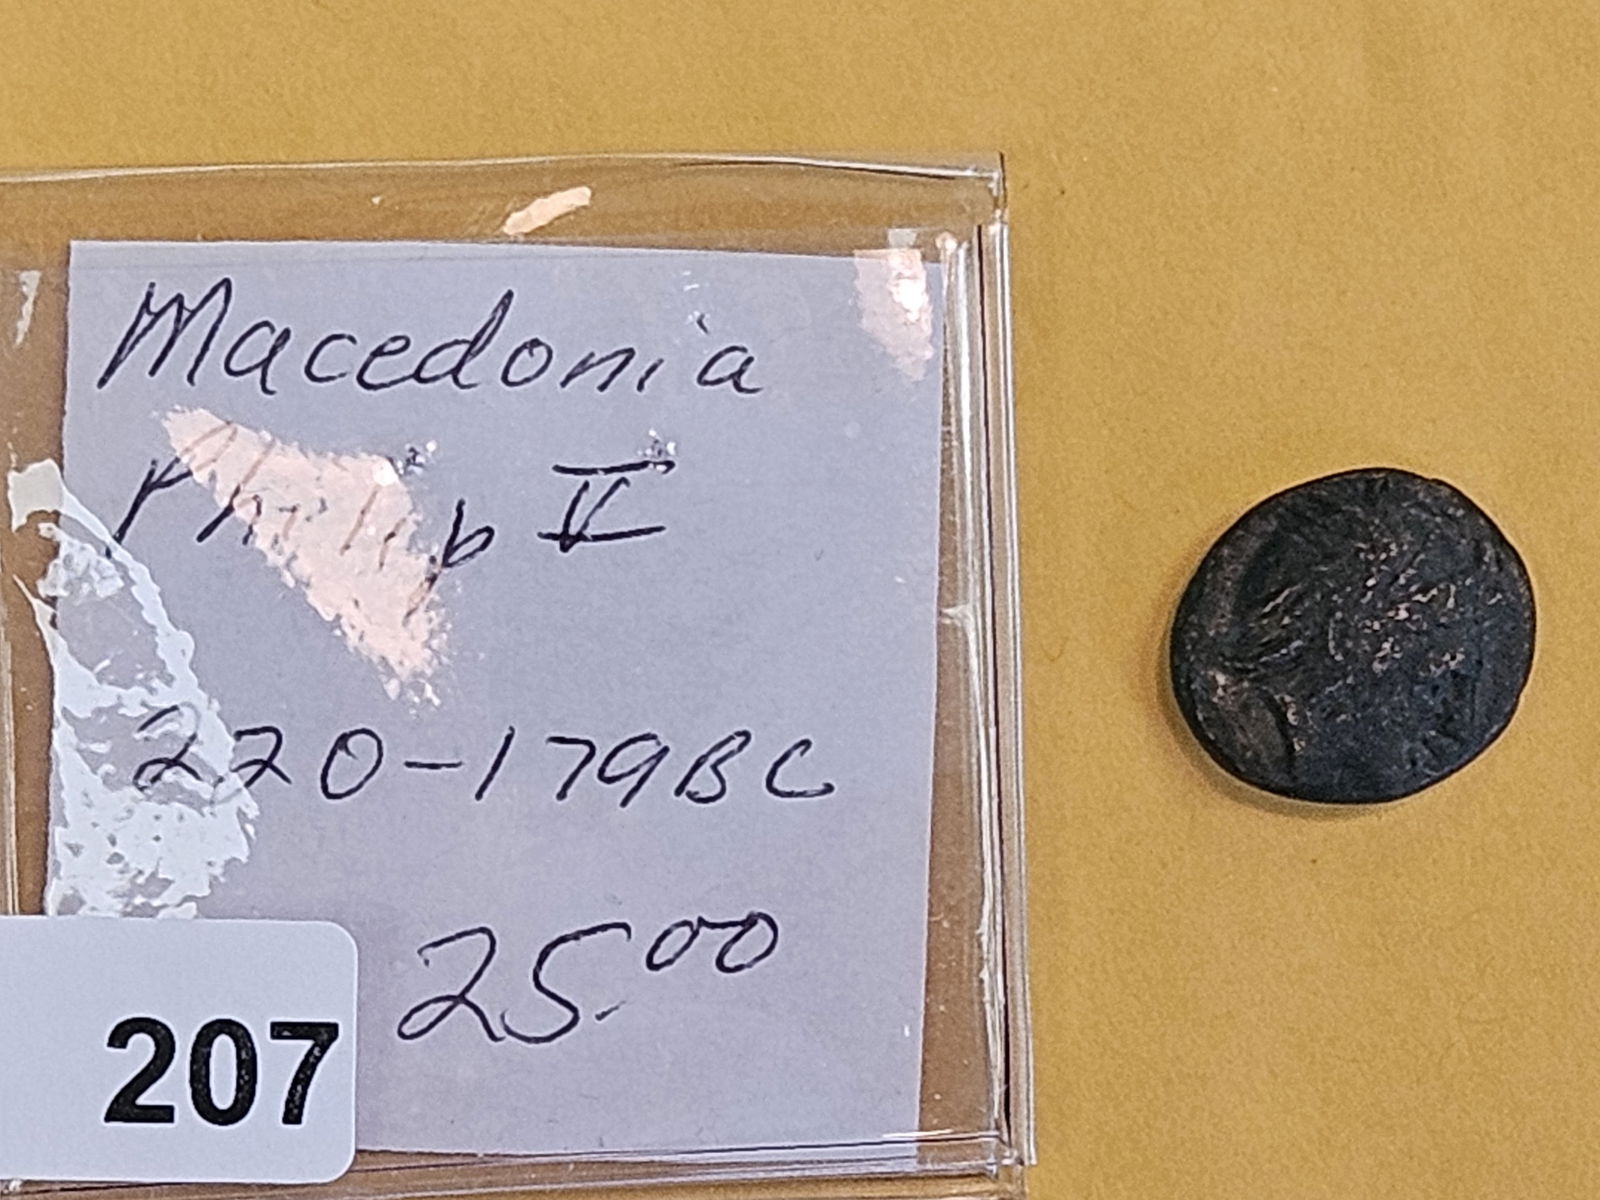 Macedonia
Philip V
220-179BC
25.00
207